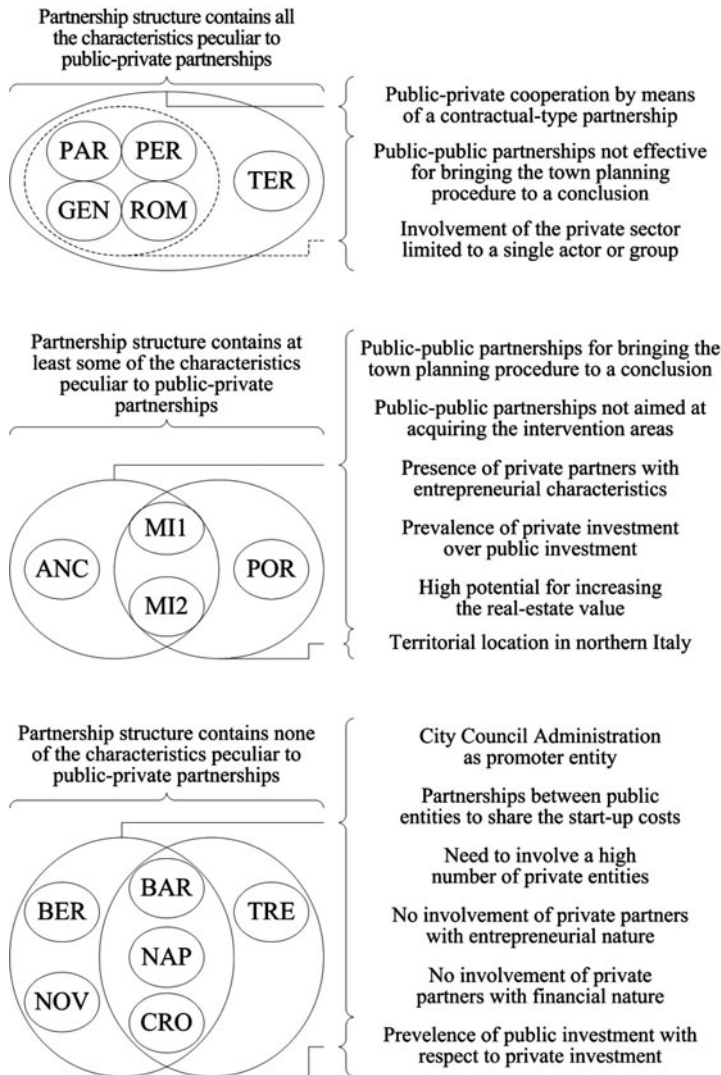 Partnership structure contains all
the characteristics peculiar to
public-private partnerships
PAR
PER
GEN
ROM
TER
Public-private cooperation by means
of a contractual-type partnership
Public-public partnerships not effective
for bringing the town planning
procedure to a conclusion
Involvement of the private sector
limited to a single actor or group
Partnership structure contains at
least some of the characteristics
peculiar to public-private
partnerships
ANC
MI1
MI2
POR
Public-public partnerships for bringing the
town planning procedure to a conclusion
Public-public partnerships not aimed at
acquiring the intervention areas
Presence of private partners with
entrepreneurial characteristics
Prevalence of private investment
over public investment
High potential for increasing
the real-estate value
Territorial location in northern Italy
Partnership structure contains none
of the characteristics peculiar to
public-private partnerships
BER
NOV
BAR
NAP
CRO
TRE
City Council Administration
as promoter entity
Partnerships between public
entities to share the start-up costs
Need to involve a high
number of private entities
No involvement of private partners
with entrepreneurial nature
No involvement of private
partners with financial nature
Prevelence of public investment with
respect to private investment